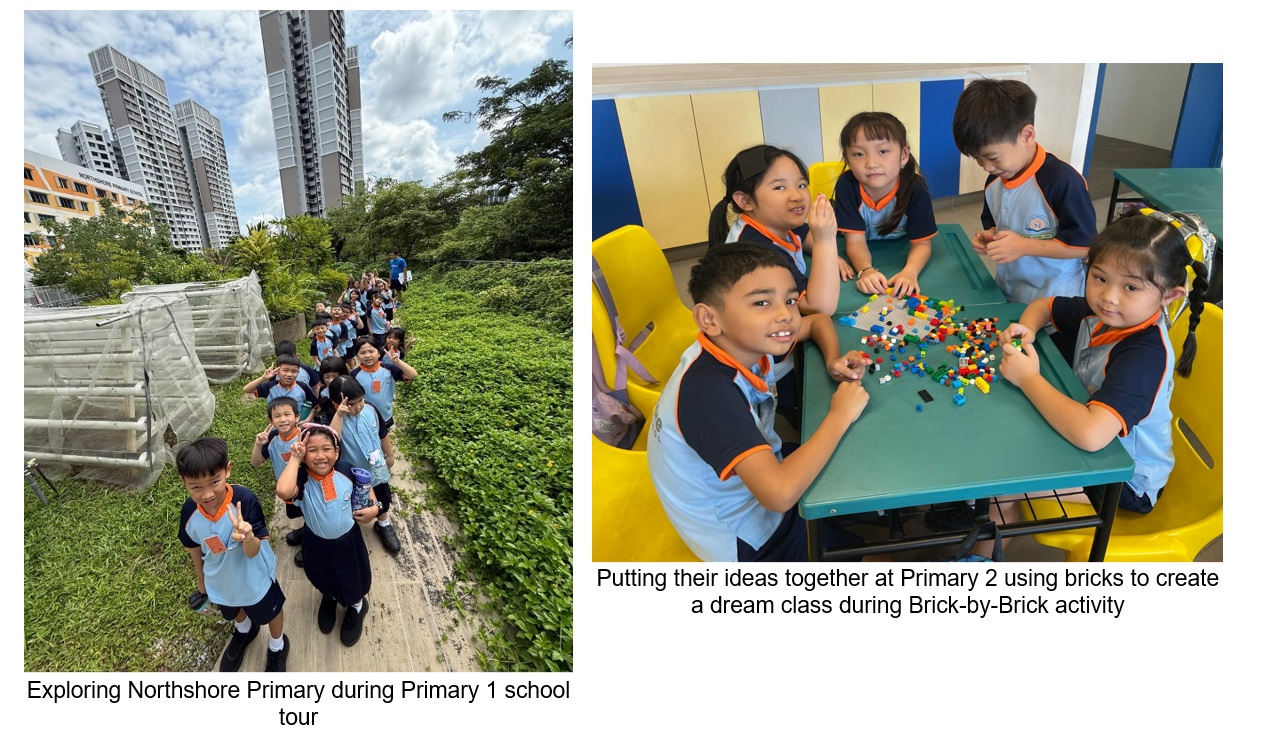 NORTHSHORE PRIMARY SCHOOL
Exploring Northshore Primary during Primary 1 school
tour
Putting their ideas together at Primary 2 using bricks to create
a dream class during Brick-by-Brick activity